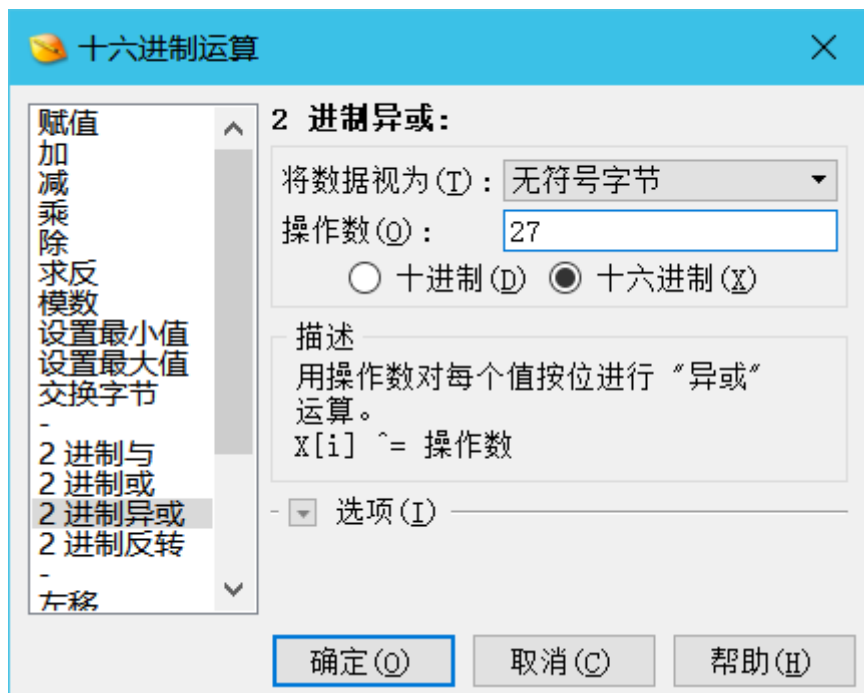 十六进制运算
赋值
加
减
乘
除
求反
模数
设置最小值
设置最大值
交换字节
-
2 进制与
2 进制或
2 进制异或
2 进制反转
-
左移
2 进制异或:
将数据视为(T): 无符号字节
操作数(O): 27
十进制(D) 十六进制(X)
描述
用操作数对每个值按位进行 "异或"
运算。
X[i] ^= 操作数
选项(I)
确定(O) 取消(C) 帮助(H)